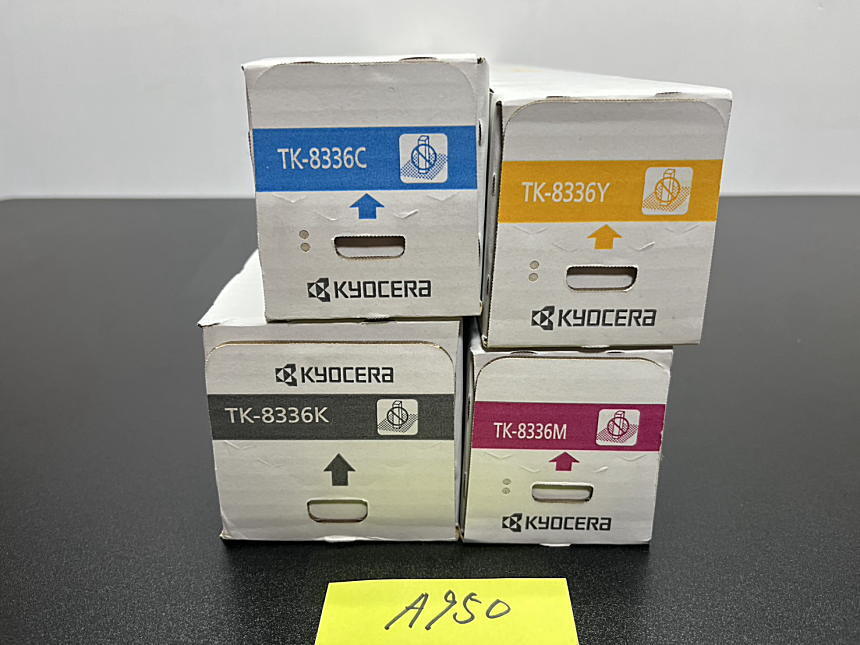 TK-8336C
KYOCERA
TK-8336Y
KYOCERA
KYOCERA
TK-8336K
TK-8336M
KYOCERA
A950